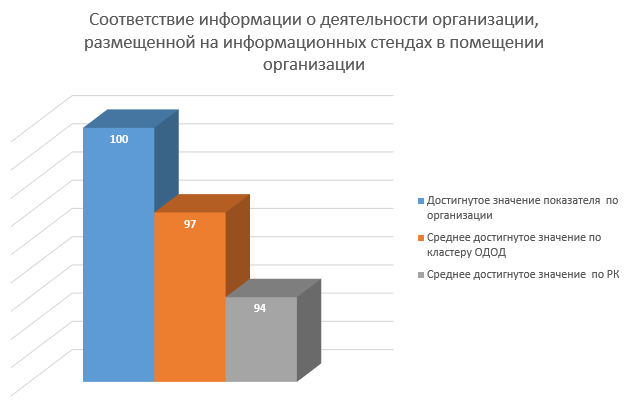 Соответствие информации о деятельности организации,
размещенной на информационных стендах в помещении
организации
100
97
94
Достигнутое значение показателя по
организации
Среднее достигнутое значение по
кластеру ОДОД
Среднее достигнутое значение по РК